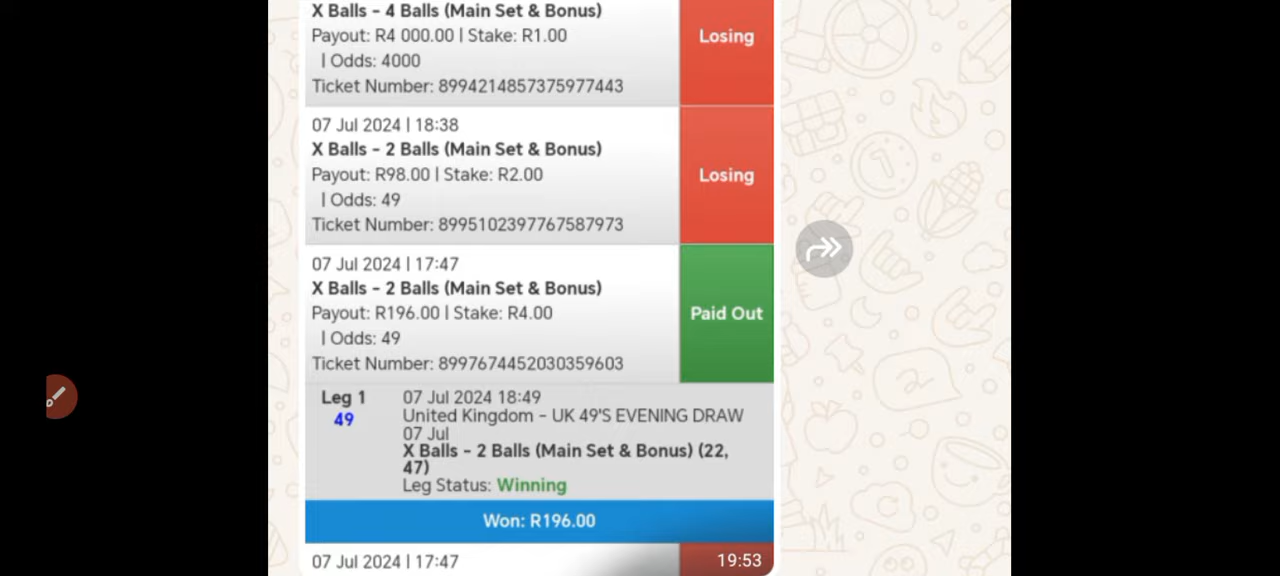 X Balls - 4 Balls (Main Set & Bonus)
Payout: R4 000.00 | Stake: R1.00
| Odds: 4000
Ticket Number: 8994214857375977443
Losing
07 Jul 2024 | 18:38
X Balls - 2 Balls (Main Set & Bonus)
Payout: R98.00 | Stake: R2.00
| Odds: 49
Ticket Number: 8995102397767587973
Losing
07 Jul 2024 | 17:47
X Balls - 2 Balls (Main Set & Bonus)
Payout: R196.00 | Stake: R4.00
| Odds: 49
Ticket Number: 8997674452030359603
Paid Out
Leg 1
49
07 Jul 2024 18:49
United Kingdom - UK 49'S EVENING DRAW
07 Jul
X Balls - 2 Balls (Main Set & Bonus) (22,
47)
Leg Status: Winning
Won: R196.00
07 Jul 2024 | 17:47
19:53